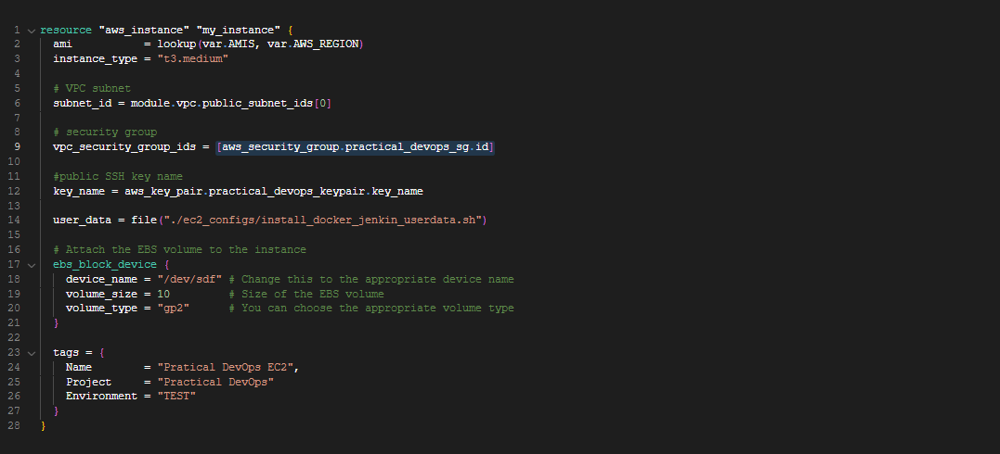 1 resource "aws_instance" "my_instance" {
2   ami           = lookup(var.AMIS, var.AWS_REGION)
3   instance_type = "t3.medium"
4
5   # VPC subnet
6   subnet_id = module.vpc.public_subnet_ids[0]
7
8   # security group
9   vpc_security_group_ids = [aws_security_group.practical_devops_sg.id]
10
11   #public SSH key name
12   key_name = aws_key_pair.practical_devops_keypair.key_name
13
14   user_data = file("./ec2_configs/install_docker_jenkin_userdata.sh")
15
16   # Attach the EBS volume to the instance
17   ebs_block_device {
18     device_name = "/dev/sdf" # Change this to the appropriate device name
19     volume_size = 10         # Size of the EBS volume
20     volume_type = "gp2"      # You can choose the appropriate volume type
21   }
22
23   tags = {
24     Name        = "Pratical DevOps EC2",
25     Project     = "Practical DevOps"
26     Environment = "TEST"
27   }
28 }